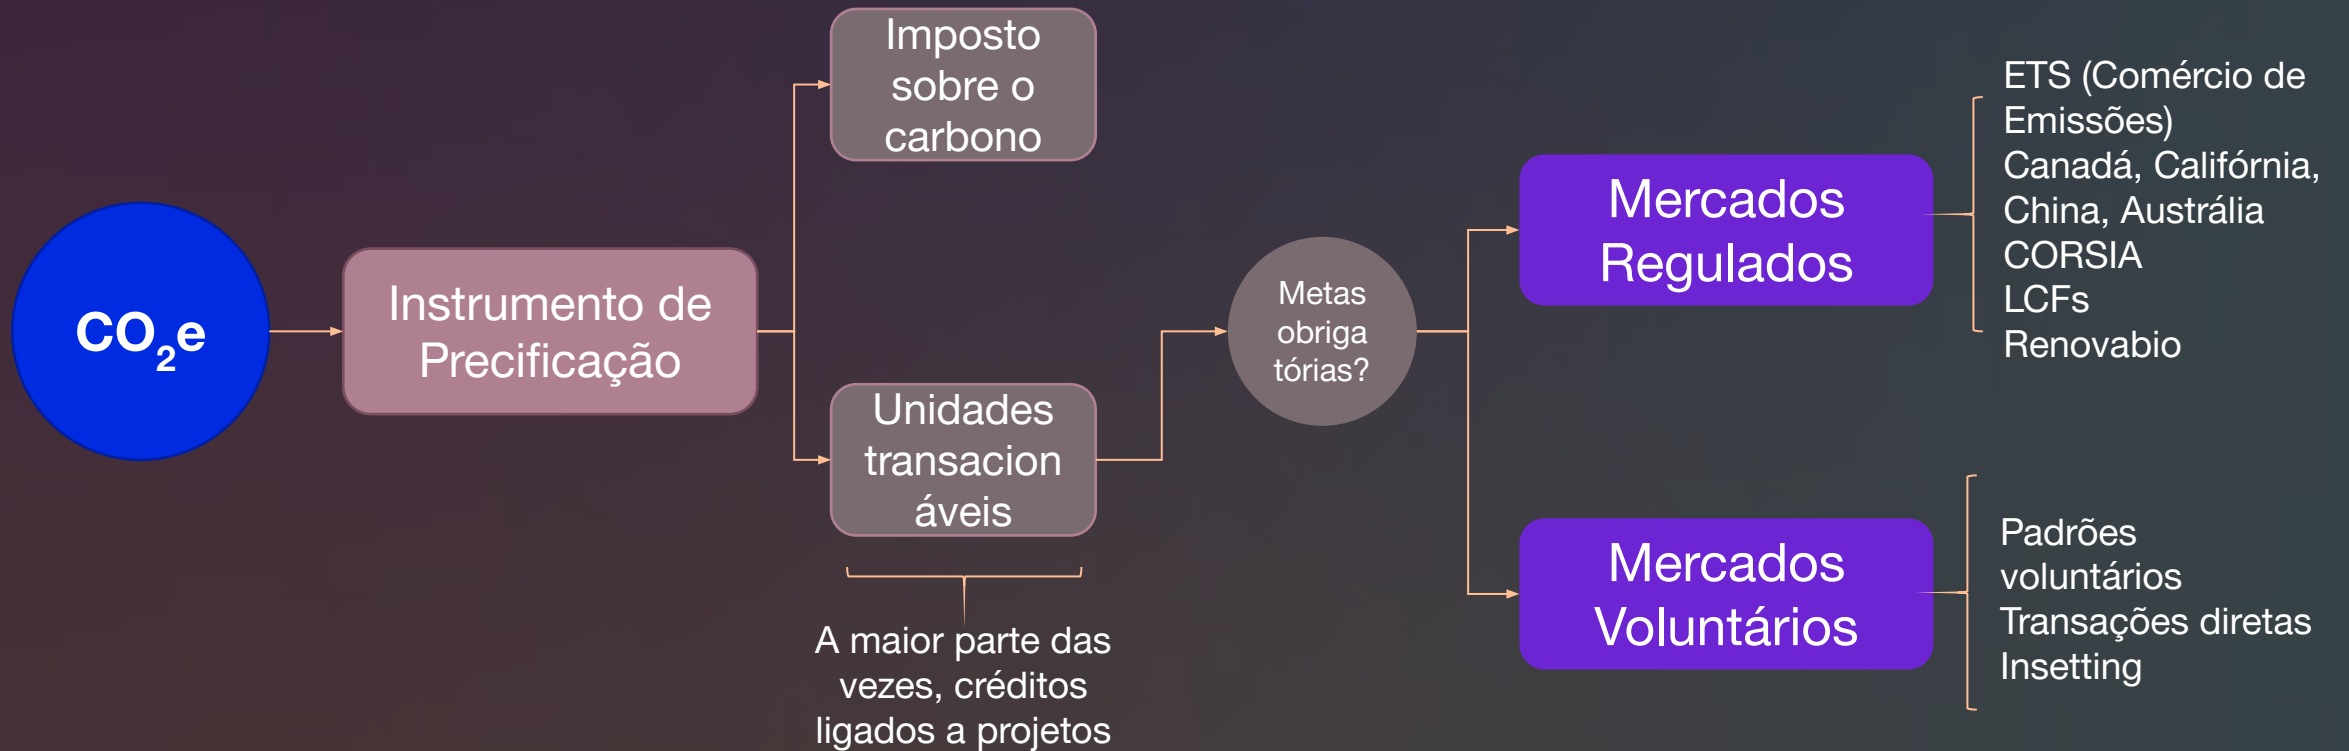 CO₂e
Instrumento de
Precificação
Imposto
sobre o
carbono
Unidades
transacion
áveis
A maior parte das
vezes, créditos
ligados a projetos
Metas
obriga
tórias?
Mercados
Regulados
ETS (Comércio de
Emissões)
Canadá, Califórnia,
China, Austrália
CORSIA
LCFs
Renovabio
Mercados
Voluntários
Padrões
voluntários
Transações diretas
Insetting